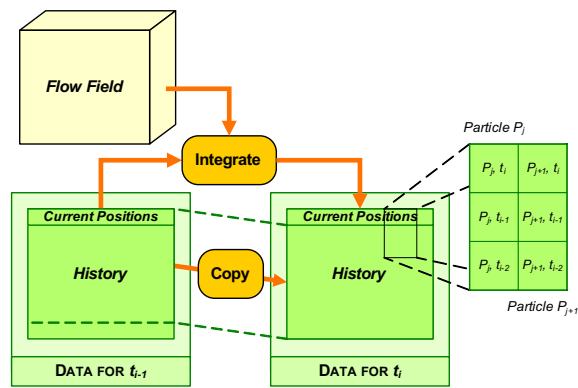 Flow Field
Particle Pj
Integrate
Pj, ti Pj+1, ti
Current Positions Current Positions
Pj, ti-1 Pj+1, ti-1
History Copy History
Pj, ti-2 Pj+1, ti-2
Particle Pj+1
DATA FOR ti-1 DATA FOR ti